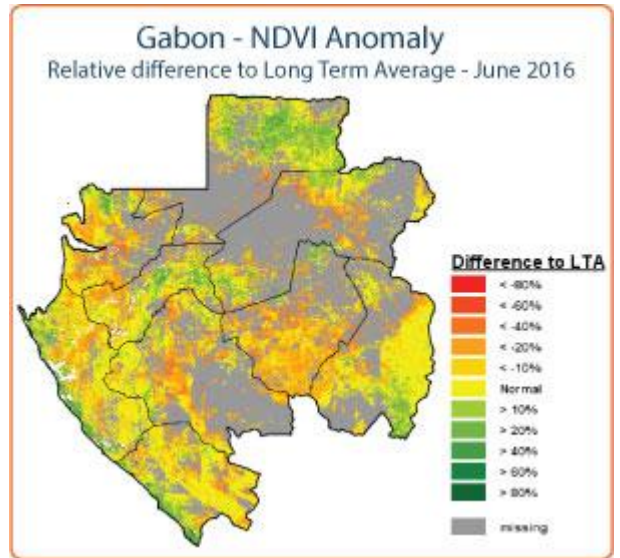 Gabon - NDVI Anomaly
Relative difference to Long Term Average - June 2016
Difference to LTA
< -80%
< -60%
< -40%
< -20%
< -10%
Normal
> 10%
> 20%
> 40%
> 60%
> 80%
missing